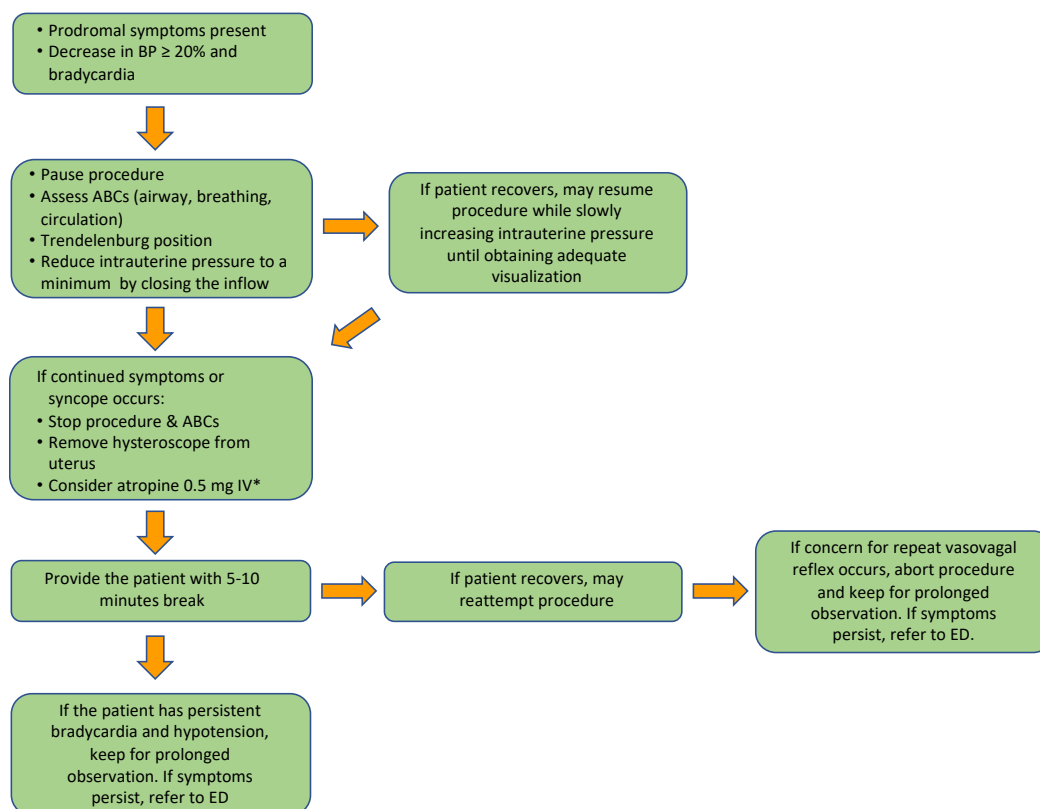 • Prodromal symptoms present
• Decrease in BP ≥ 20% and
bradycardia
• Pause procedure
• Assess ABCs (airway, breathing,
circulation)
• Trendelenburg position
• Reduce intrauterine pressure to a
minimum by closing the inflow
If patient recovers, may resume
procedure while slowly
increasing intrauterine pressure
until obtaining adequate
visualization
If continued symptoms or
syncope occurs:
• Stop procedure & ABCs
• Remove hysteroscope from
uterus
• Consider atropine 0.5 mg IV*
Provide the patient with 5-10
minutes break
If patient recovers, may
reattempt procedure
If concern for repeat vasovagal
reflex occurs, abort procedure
and keep for prolonged
observation. If symptoms
persist, refer to ED.
If the patient has persistent
bradycardia and hypotension,
keep for prolonged
observation. If symptoms
persist, refer to ED